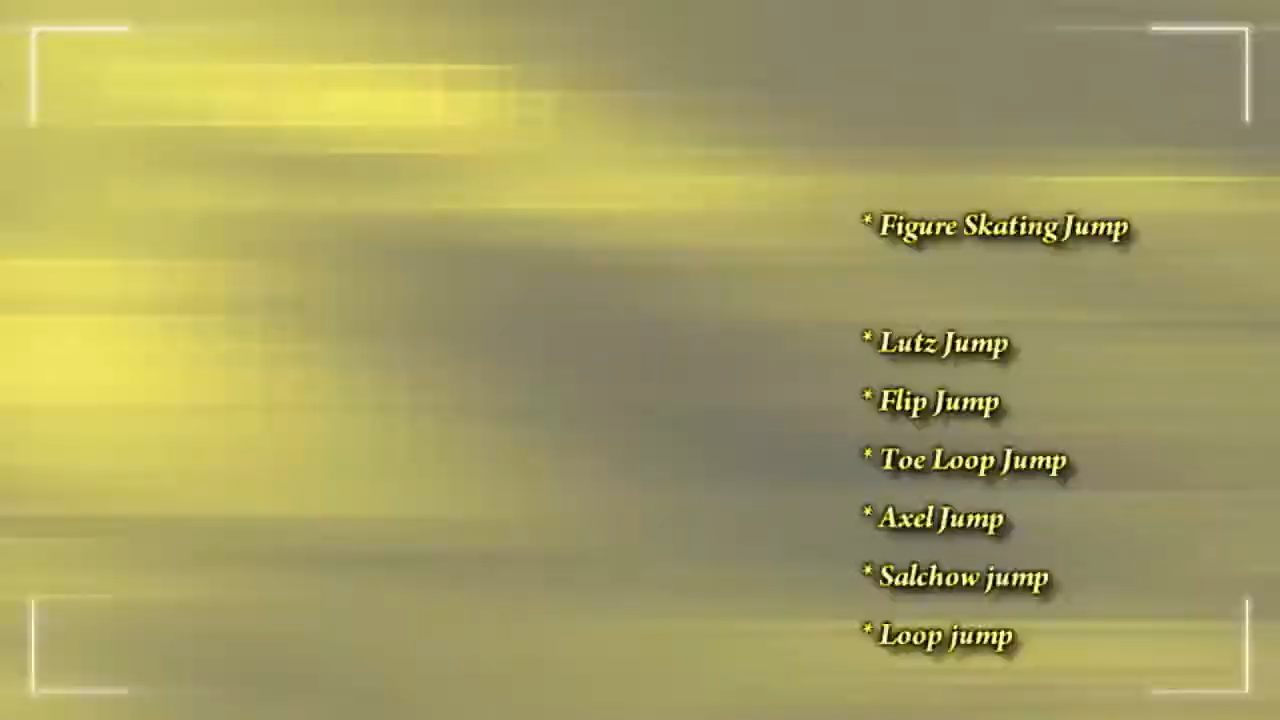 * Figure Skating Jump
* Lutz Jump
* Flip Jump
* Toe Loop Jump
* Axel Jump
* Salchow jump
* Loop jump